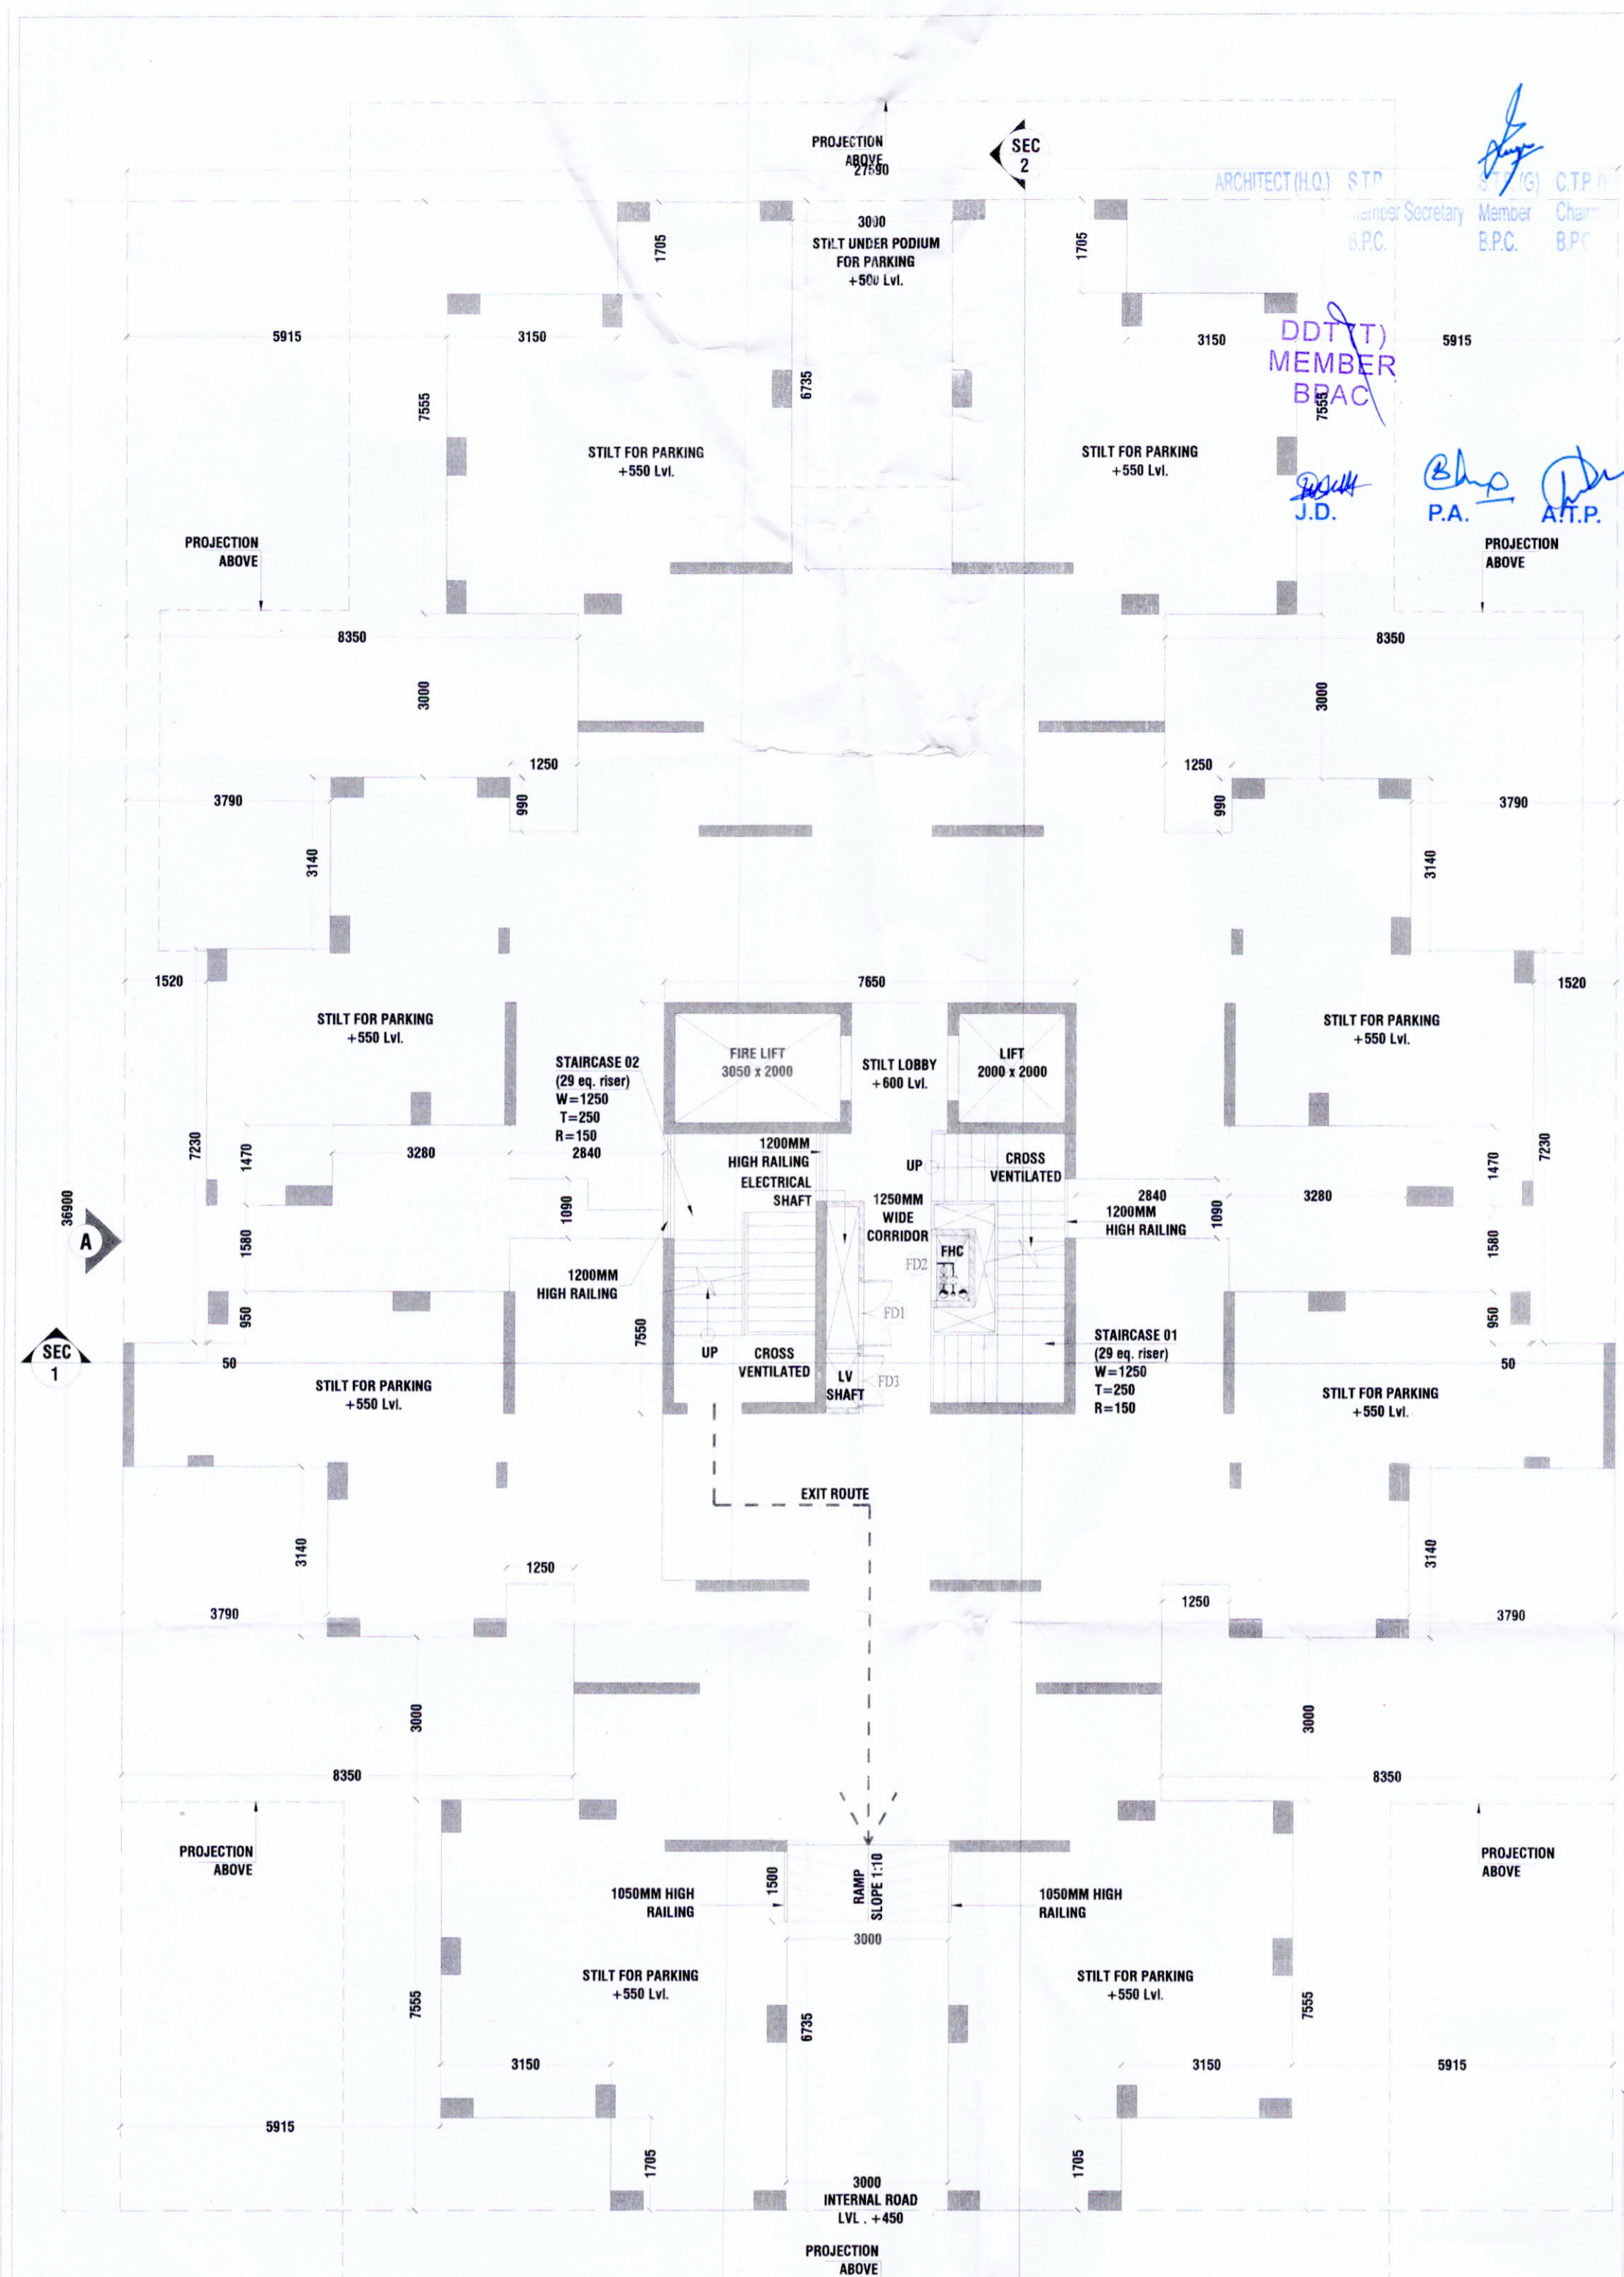 PROJECTION
ABOVE
27590
SEC
2
ARCHITECT (H.Q.) S.T.P.
S.T.P. (G) C.T.P.
Member Secretary Member
B.P.C. B.P.C.
3000
STILT UNDER PODIUM
FOR PARKING
+500 Lvl.
1705
1705
5915
3150
3150
5915
DDT (T)
MEMBER
BPAC
7555
6735
7555
STILT FOR PARKING
+550 Lvl.
STILT FOR PARKING
+550 Lvl.
J.D.
P.A.
A.T.P.
PROJECTION
ABOVE
PROJECTION
ABOVE
8350
8350
3000
3000
1250
1250
3790
990
990
3790
3140
3140
1520
7650
1520
STILT FOR PARKING
+550 Lvl.
STILT FOR PARKING
+550 Lvl.
STAIRCASE 02
(29 eq. riser)
W=1250
T=250
R=150
FIRE LIFT
3050 x 2000
STILT LOBBY
+600 Lvl.
LIFT
2000 x 2000
7230
1470
3280
2840
1200MM
HIGH RAILING
ELECTRICAL
SHAFT
UP
CROSS
VENTILATED
1470
7230
1250MM
WIDE
CORRIDOR
2840
3280
1090
1200MM
HIGH RAILING
1090
36900
A
1580
1580
FHC
FD2
1200MM
HIGH RAILING
FD1
950
950
7550
STAIRCASE 01
(29 eq. riser)
W=1250
T=250
R=150
SEC
1
50
50
UP
CROSS
VENTILATED
LV
SHAFT
FD3
STILT FOR PARKING
+550 Lvl.
STILT FOR PARKING
+550 Lvl.
EXIT ROUTE
3140
3140
1250
1250
3790
3790
3000
3000
8350
8350
PROJECTION
ABOVE
PROJECTION
ABOVE
1050MM HIGH
RAILING
1500
RAMP
SLOPE 1:10
1050MM HIGH
RAILING
3000
STILT FOR PARKING
+550 Lvl.
STILT FOR PARKING
+550 Lvl.
7555
6735
7555
3150
3150
5915
5915
1705
1705
3000
INTERNAL ROAD
LVL . +450
PROJECTION
ABOVE